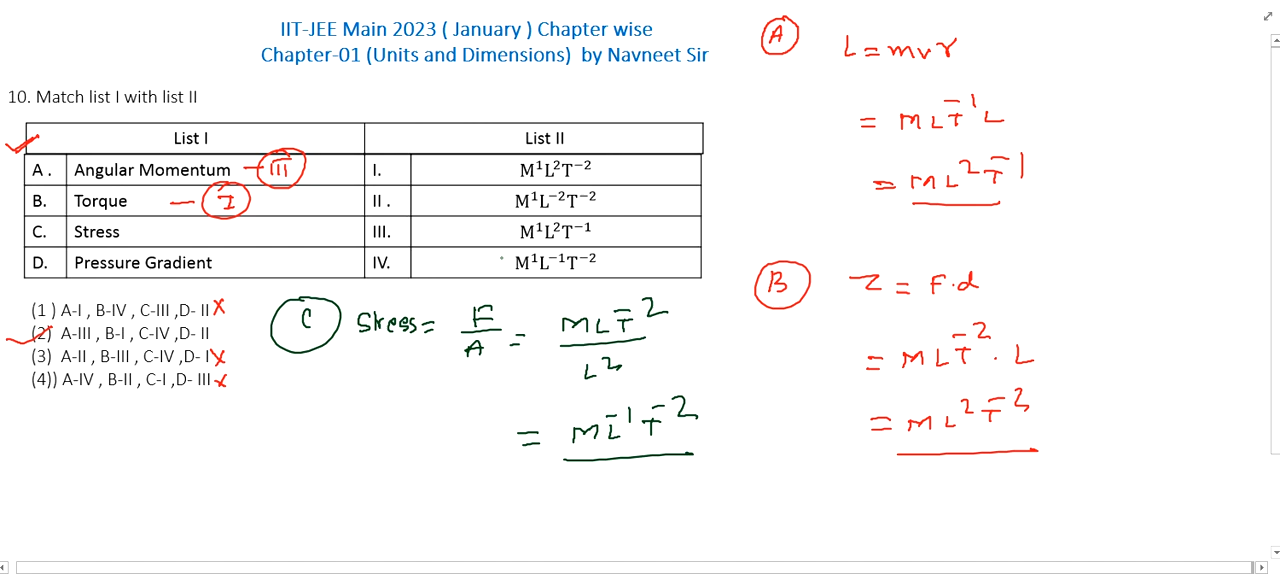 IIT-JEE Main 2023 ( January ) Chapter wise
Chapter-01 (Units and Dimensions) by Navneet Sir
10. Match list I with list II
List I List II
A . Angular Momentum – III I. M¹L²T⁻²
B. Torque – I II . M¹L⁻²T⁻²
C. Stress III. M¹L²T⁻¹
D. Pressure Gradient IV. M¹L⁻¹T⁻²
(1 ) A-I , B-IV , C-III ,D- II x
(2) A-III , B-I , C-IV ,D- II
(3) A-II , B-III , C-IV ,D- I x
(4)) A-IV , B-II , C-I ,D- III x
C Stress = F/A = MLT⁻²/L²
= ML⁻¹T⁻²
A L = mvr
= MLT⁻¹L
= ML²T⁻¹
B τ = F.d
= MLT⁻² . L
= ML²T⁻²